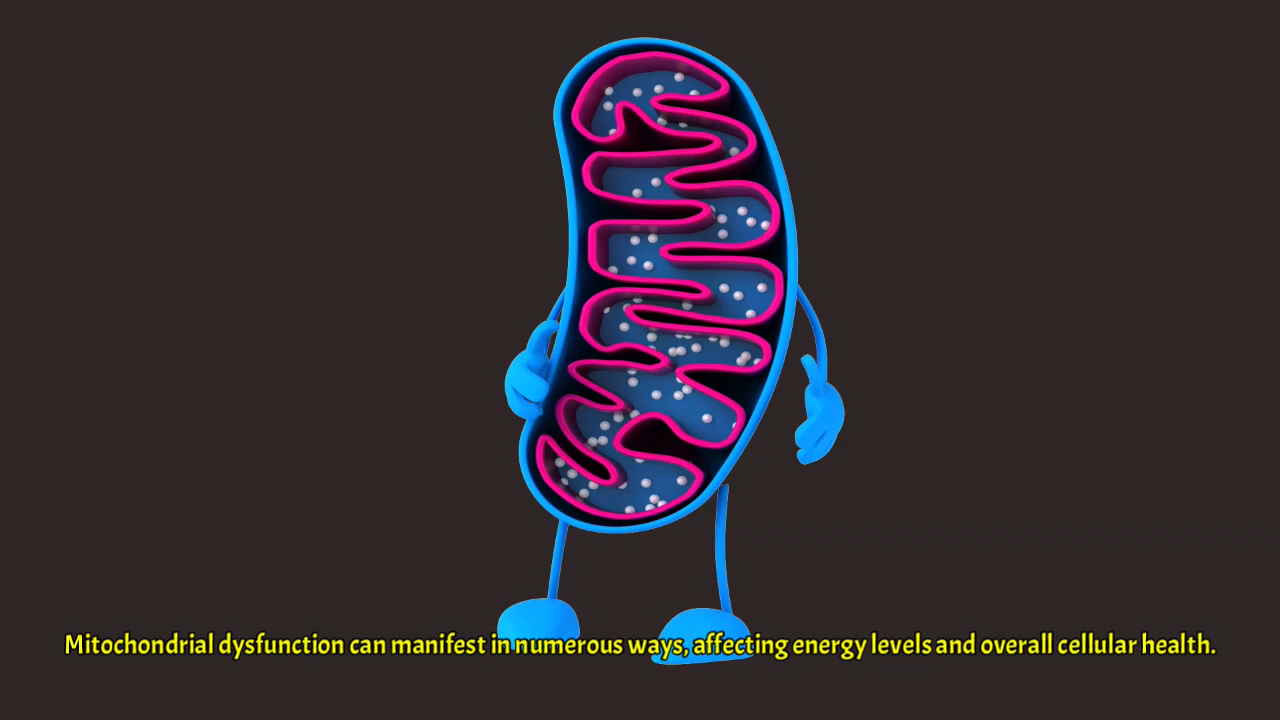 Mitochondrial dysfunction can manifest in numerous ways, affecting energy levels and overall cellular health.